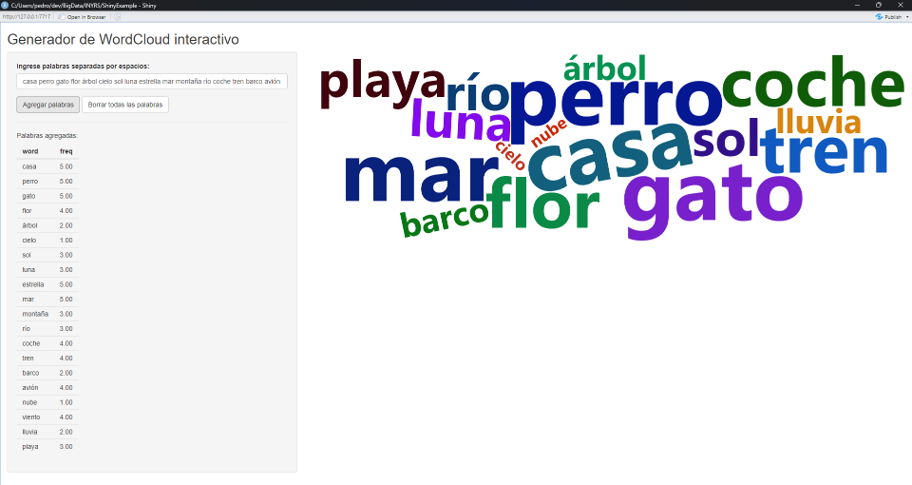 C:/Users/pedro/dev/BigData/INYRS/ShinyExample - Shiny
http://127.0.0.1:7717 Open in Browser Publish
Generador de WordCloud interactivo
Ingrese palabras separadas por espacios:
casa perro gato flor árbol cielo sol luna estrella mar montaña río coche tren barco avión
Agregar palabras Borrar todas las palabras
Palabras agregadas:
word freq
casa 5.00
perro 5.00
gato 5.00
flor 4.00
árbol 2.00
cielo 1.00
sol 3.00
luna 3.00
estrella 5.00
mar 5.00
montaña 3.00
río 3.00
coche 4.00
tren 4.00
barco 2.00
avión 4.00
nube 1.00
viento 4.00
lluvia 2.00
playa 3.00
playa
río
árbol
perro
coche
luna
nube
cielo
casa
sol
lluvia
tren
mar
flor
gato
barco